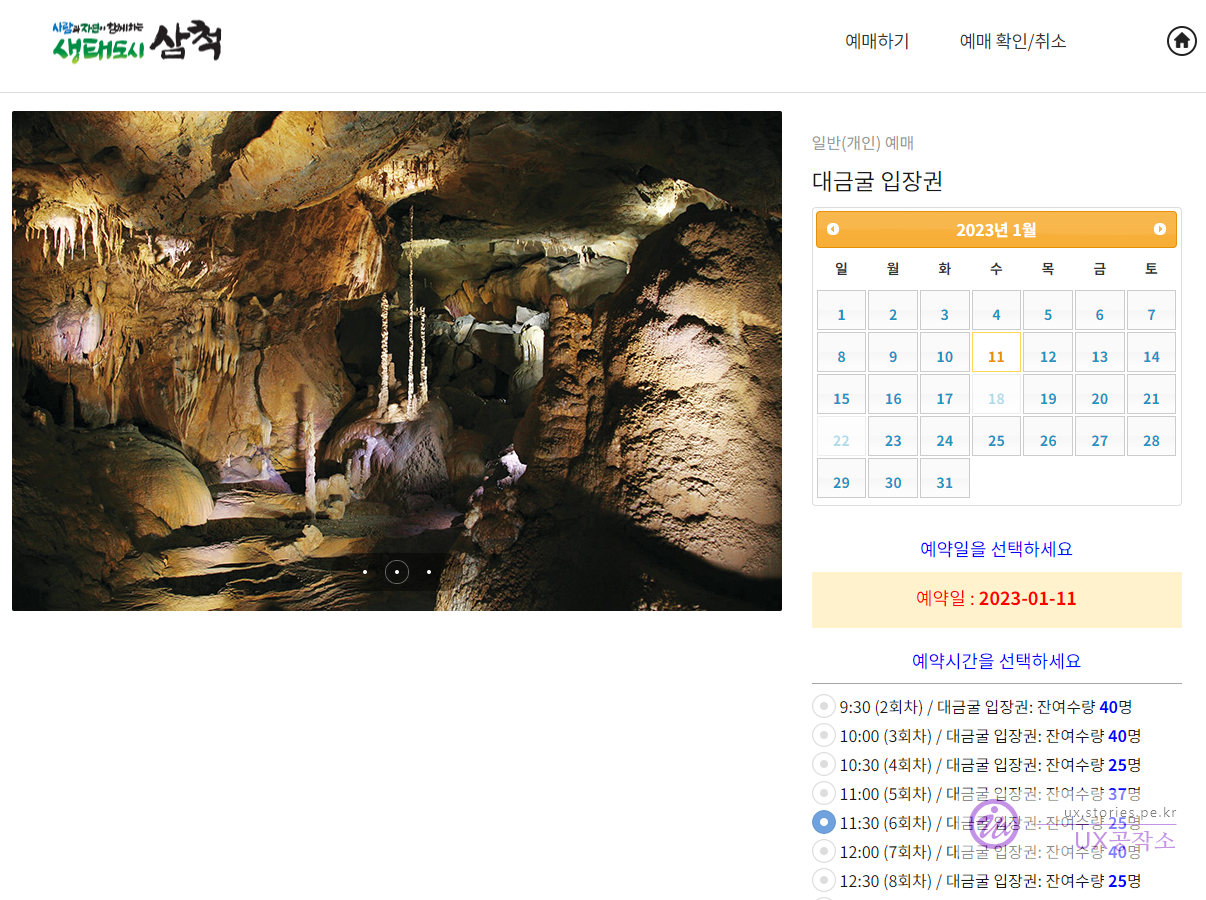 사람과 자연이 함께하는
생태도시 삼척
예매하기
예매 확인/취소
일반(개인) 예매
대금굴 입장권
2023년 1월
일 월 화 수 목 금 토
1 2 3 4 5 6 7
8 9 10 11 12 13 14
15 16 17 18 19 20 21
22 23 24 25 26 27 28
29 30 31
예약일을 선택하세요
예약일 : 2023-01-11
예약시간을 선택하세요
9:30 (2회차) / 대금굴 입장권: 잔여수량 40명
10:00 (3회차) / 대금굴 입장권: 잔여수량 40명
10:30 (4회차) / 대금굴 입장권: 잔여수량 25명
11:00 (5회차) / 대금굴 입장권: 잔여수량 37명
ux.stories.pe.kr
11:30 (6회차) / 대금굴 입장권: 잔여수량 25명
UX공작소
12:00 (7회차) / 대금굴 입장권: 잔여수량 40명
12:30 (8회차) / 대금굴 입장권: 잔여수량 25명